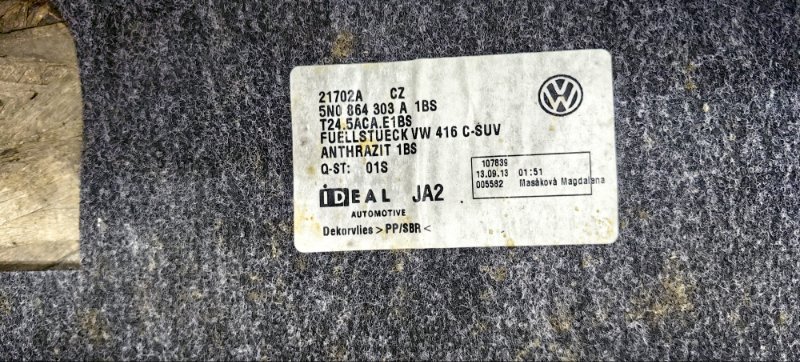 21702A CZ
5N0 864 303 A 1BS
T24.5ACA.E1BS
FUELLSTUECK VW 416 C-SUV
ANTHRAZIT 1BS
Q-ST: 01S
107639
13.09.13 01:51
005582 Masáková Magdalena
IDEAL JA2
AUTOMOTIVE
Dekorvlies >PP/SBR<